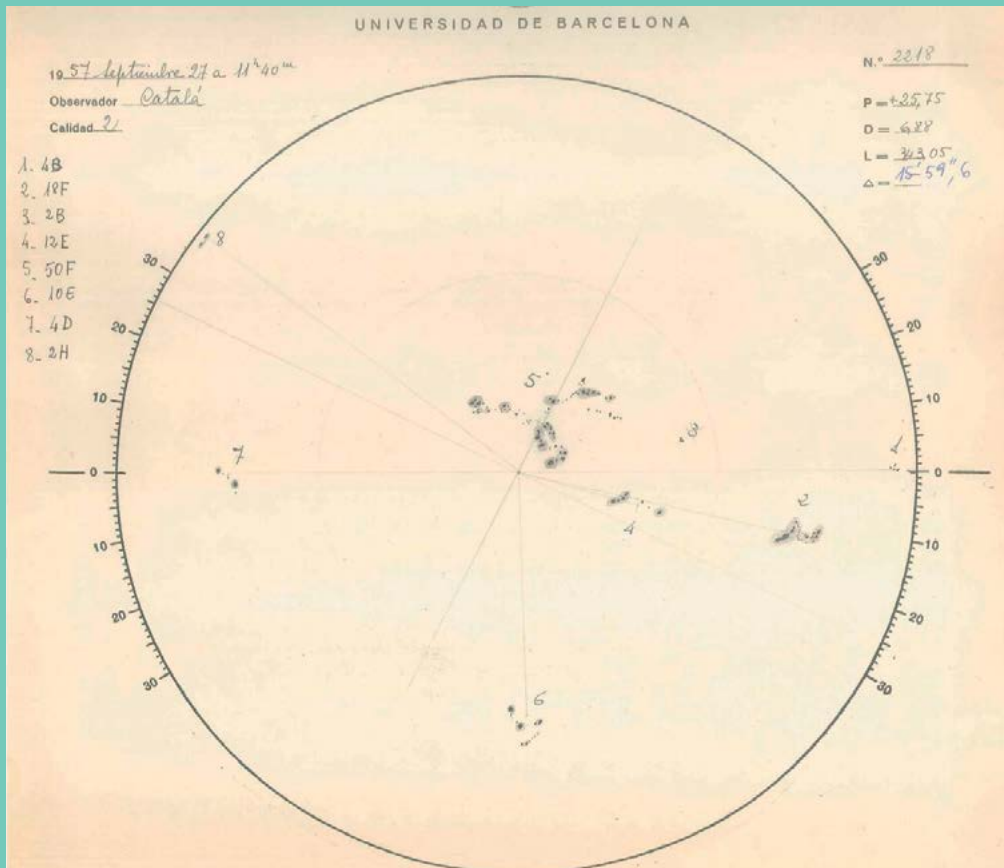 UNIVERSIDAD DE BARCELONA
1957 Septiembre 27 a 11h 40m
Observador Catalá
Calidad 2
N.º 2218
P = +25,75
D = 6,88
L = 343,05
△ = 15' 59", 6
1. 4B
2. 18F
3. 2B
4. 12E
5. 50F
6. 10E
7. 4D
8. 2H
8
30 30
20 20
5
10 10
3
7 1
0 0
2
4
10 10
20 20
30 30
6